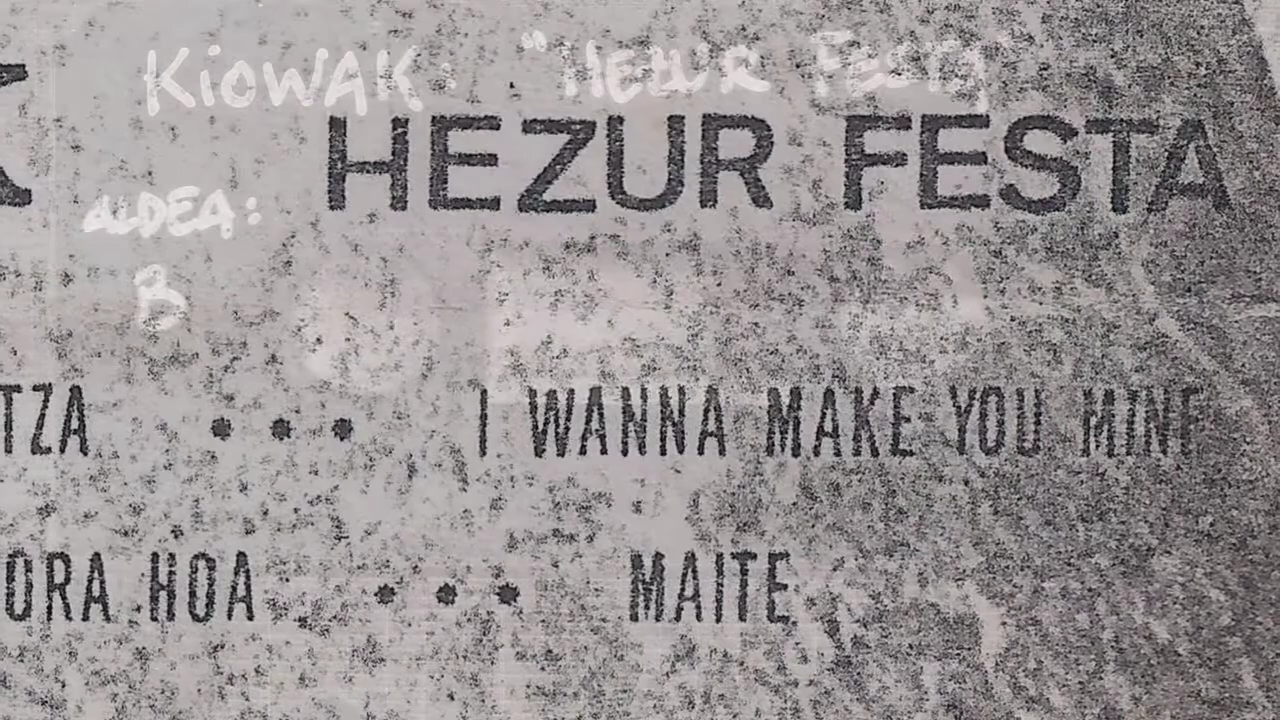 KiOWAK: "HEZUR FESTA
HEZUR FESTA
ALDEA:
B
TZA ••• I WANNA MAKE YOU MINE
ORA HOA ••• MAITE